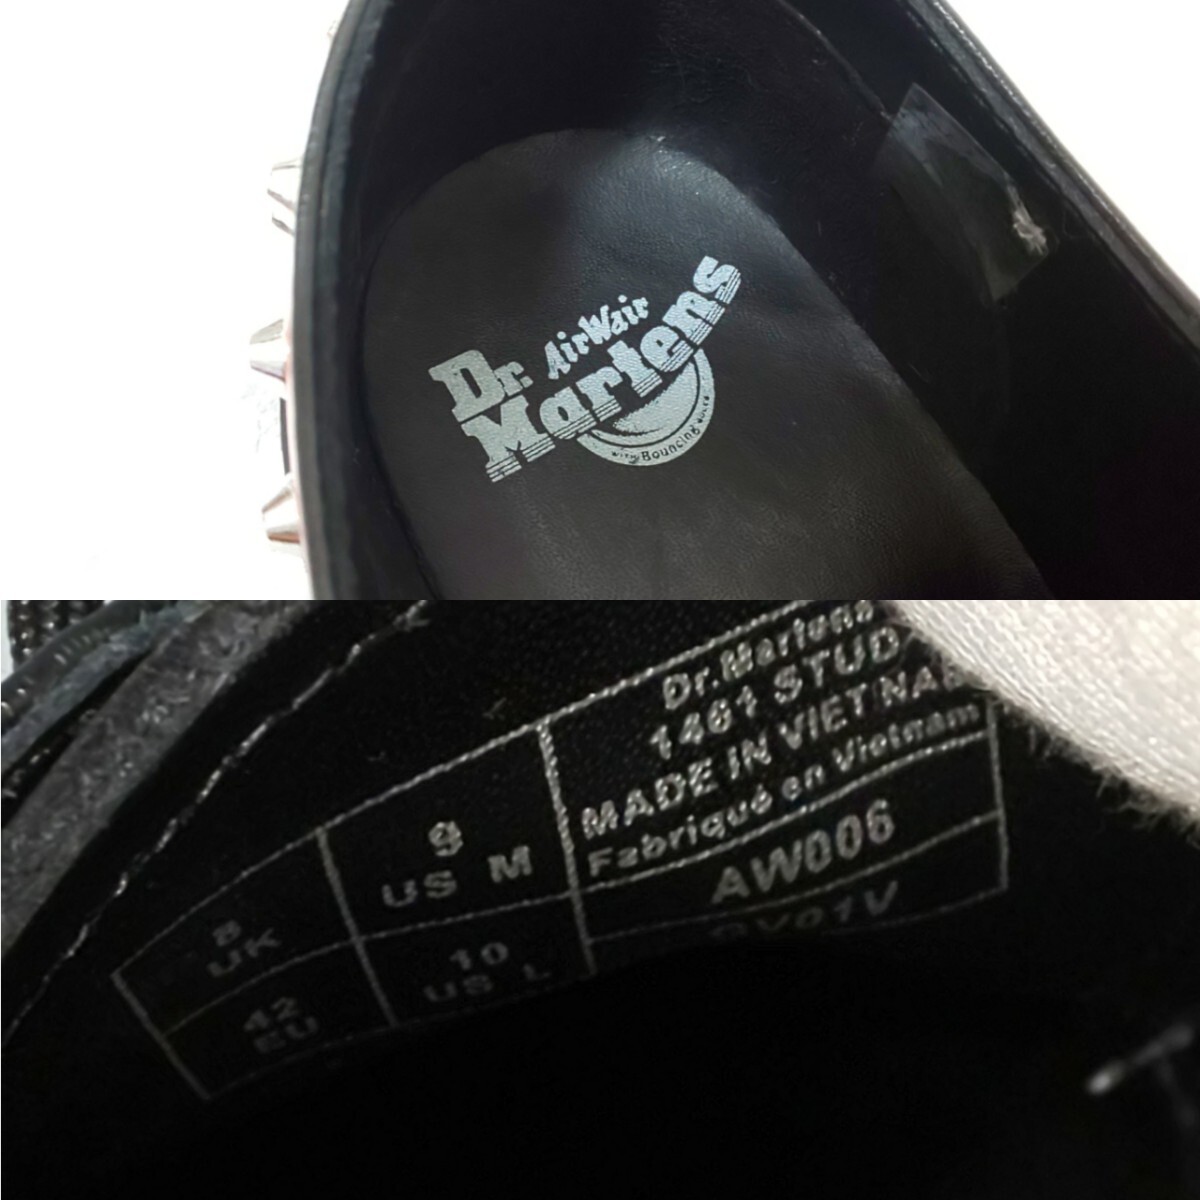 Dr.
AirWair
Martens
with Bouncing Soles
8
UK
42
EU
9
US M
10
US L
Dr.Martens
1461 STUD
MADE IN VIETNAM
Fabriqué en Vietnam
AW006